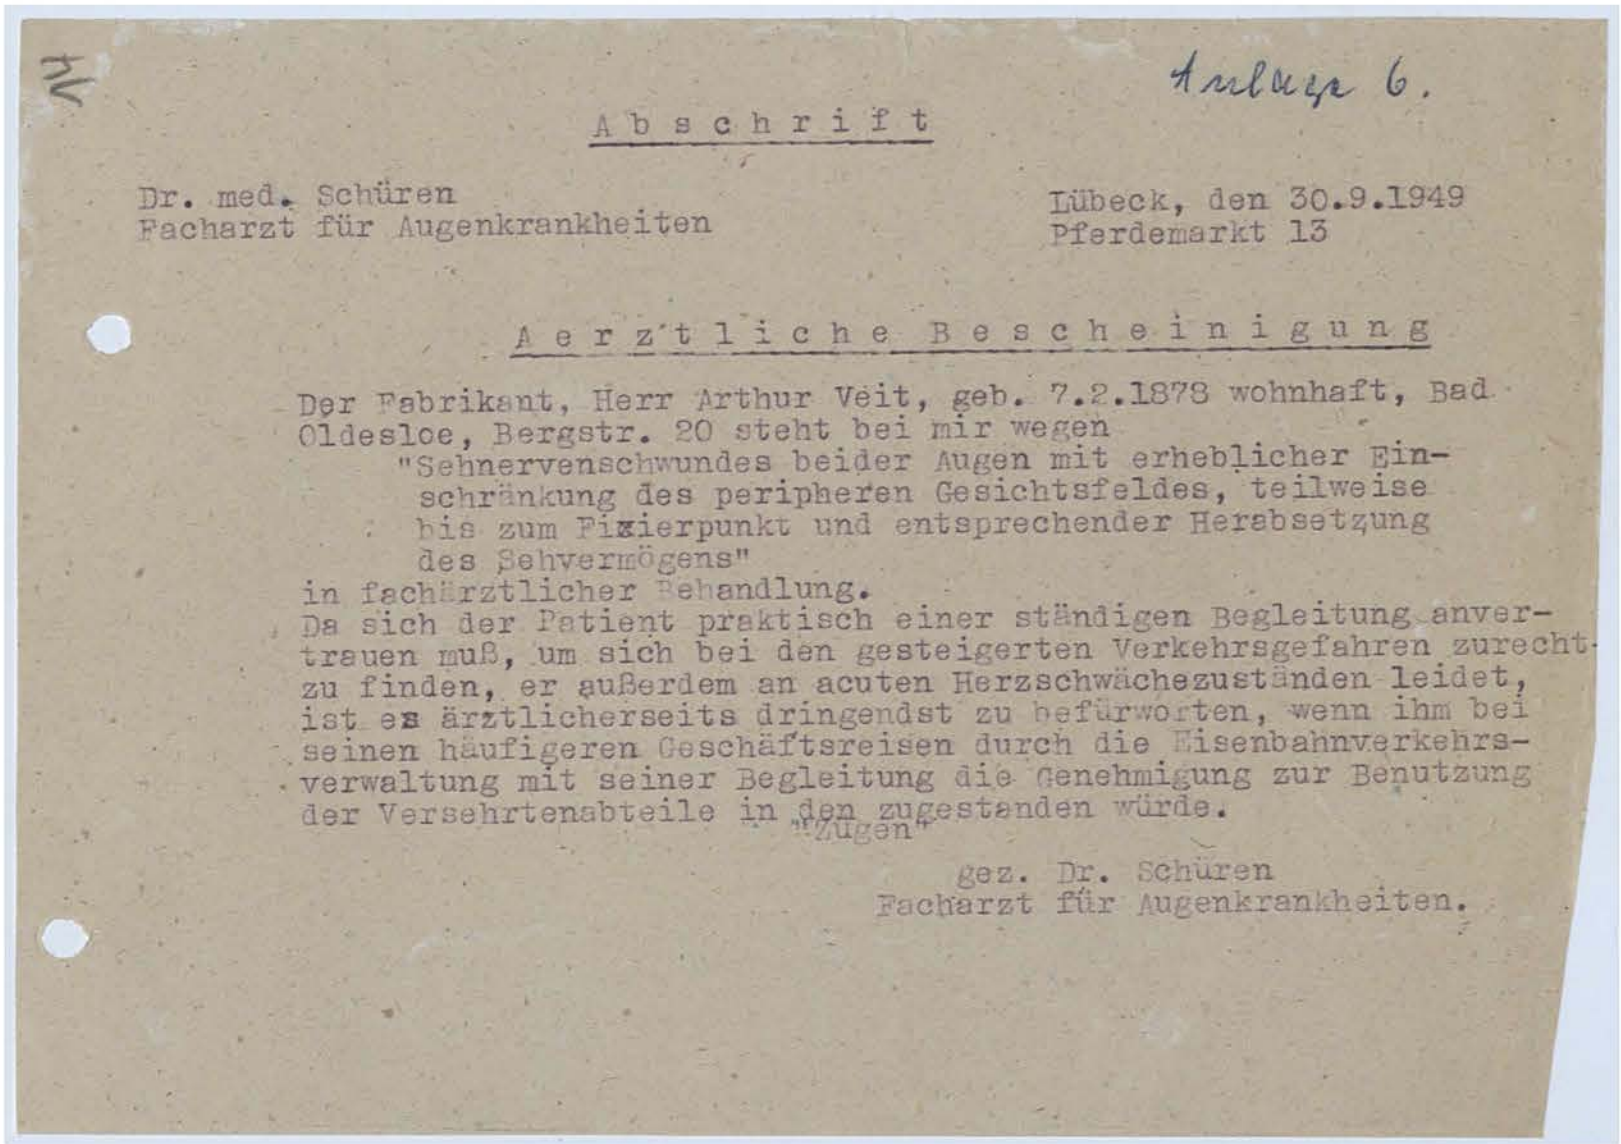 Anlage 6.
Abschrift
Dr. med. Schüren
Facharzt für Augenkrankheiten
Lübeck, den 30.9.1949
Pferdemarkt 13
Aerztliche Bescheinigung
Der Fabrikant, Herr Arthur Veit, geb. 7.2.1878 wohnhaft, Bad
Oldesloe, Bergstr. 20 steht bei mir wegen
"Sehnervenschwundes beider Augen mit erheblicher Ein-
schränkung des peripheren Gesichtsfeldes, teilweise
bis zum Fixierpunkt und entsprechender Herabsetzung
des Sehvermögens"
in fachärztlicher Behandlung.
Da sich der Patient praktisch einer ständigen Begleitung anver-
trauen muß, um sich bei den gesteigerten Verkehrsgefahren zurecht-
zu finden, er außerdem an acuten Herzschwächezuständen leidet,
ist es ärztlicherseits dringendst zu befürworten, wenn ihm bei
seinen häufigeren Geschäftsreisen durch die Eisenbahnverkehrs-
verwaltung mit seiner Begleitung die Genehmigung zur Benutzung
der Versehrtenabteile in den zugestanden würde.
"Zügen"
gez. Dr. Schüren
Facharzt für Augenkrankheiten.